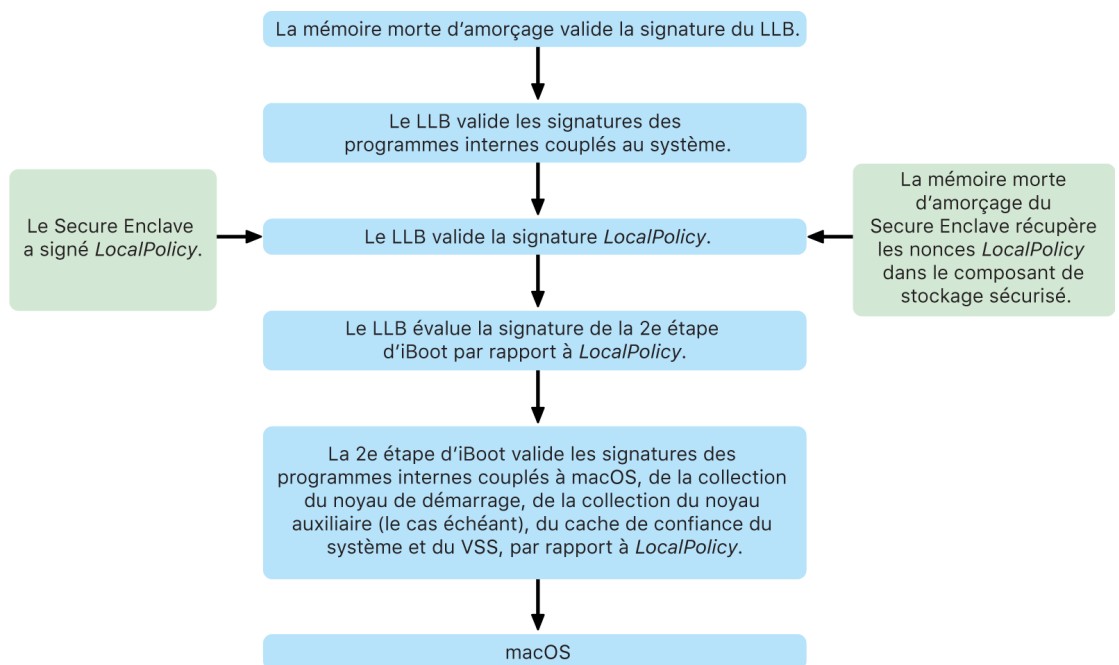 La mémoire morte d’amorçage valide la signature du LLB.
Le LLB valide les signatures des
programmes internes couplés au système.
Le Secure Enclave
a signé LocalPolicy.
Le LLB valide la signature LocalPolicy.
La mémoire morte
d’amorçage du
Secure Enclave récupère
les nonces LocalPolicy
dans le composant de
stockage sécurisé.
Le LLB évalue la signature de la 2e étape
d’iBoot par rapport à LocalPolicy.
La 2e étape d’iBoot valide les signatures des
programmes internes couplés à macOS, de la collection
du noyau de démarrage, de la collection du noyau
auxiliaire (le cas échéant), du cache de confiance du
système et du VSS, par rapport à LocalPolicy.
macOS